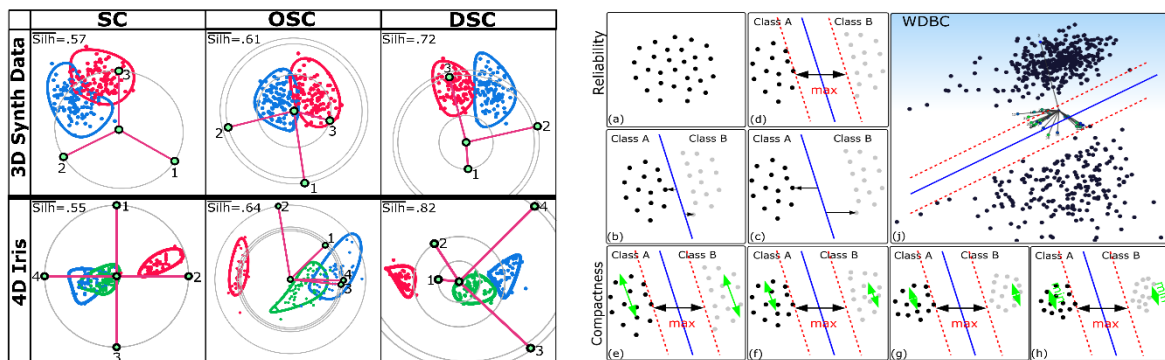 SC OSC DSC
3D Synth Data
Silh=.57
3
2
1
Silh=.61
2
3
1
Silh=.72
3
2
1
4D Iris
Silh=.55
1
4
2
3
Silh=.64
2
1
4
3
Silh=.82
4
2
1
3
Reliability
(a)
Class A Class B
max
(d)
Class A Class B
(b)
Class A Class B
(c)
WDBC
(j)
Compactness
Class A Class B
max
(e)
Class A Class B
max
(f)
Class A Class B
max
(g)
Class A Class B
max
(h)